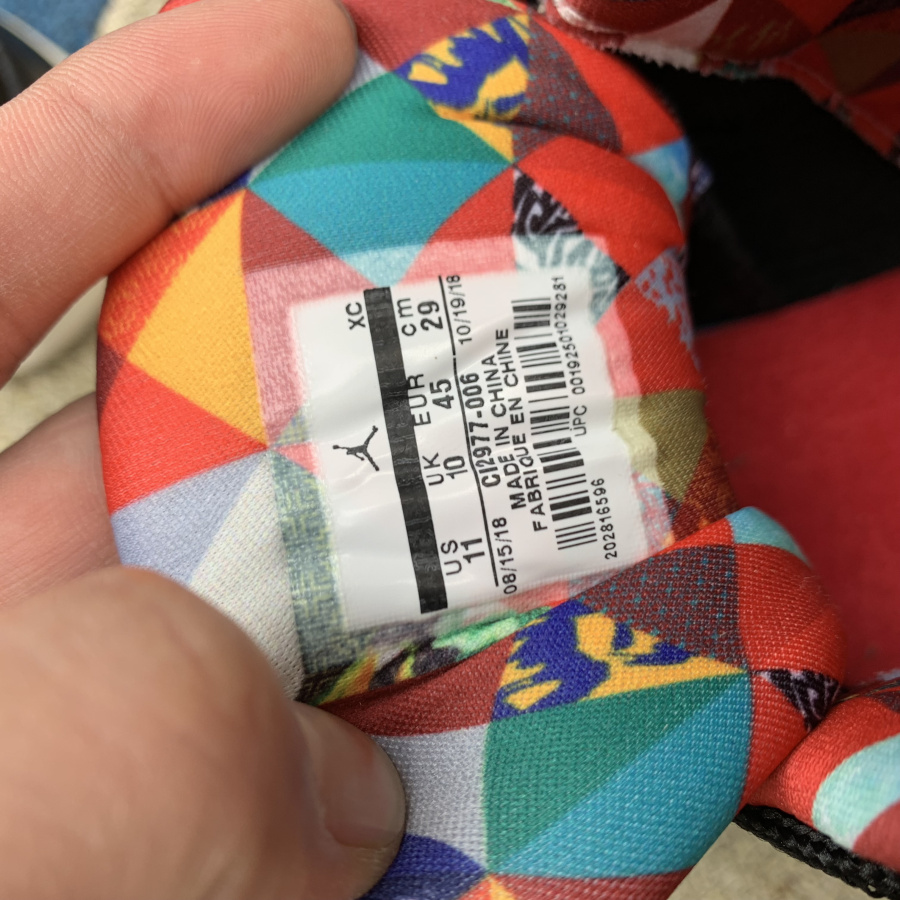 XC
US UK EUR cm
11 10 45 29
08/15/18 CI2977-006 10/19/18
MADE IN CHINA
FABRIQUE EN CHINE
UPC 00192501029281
202816596